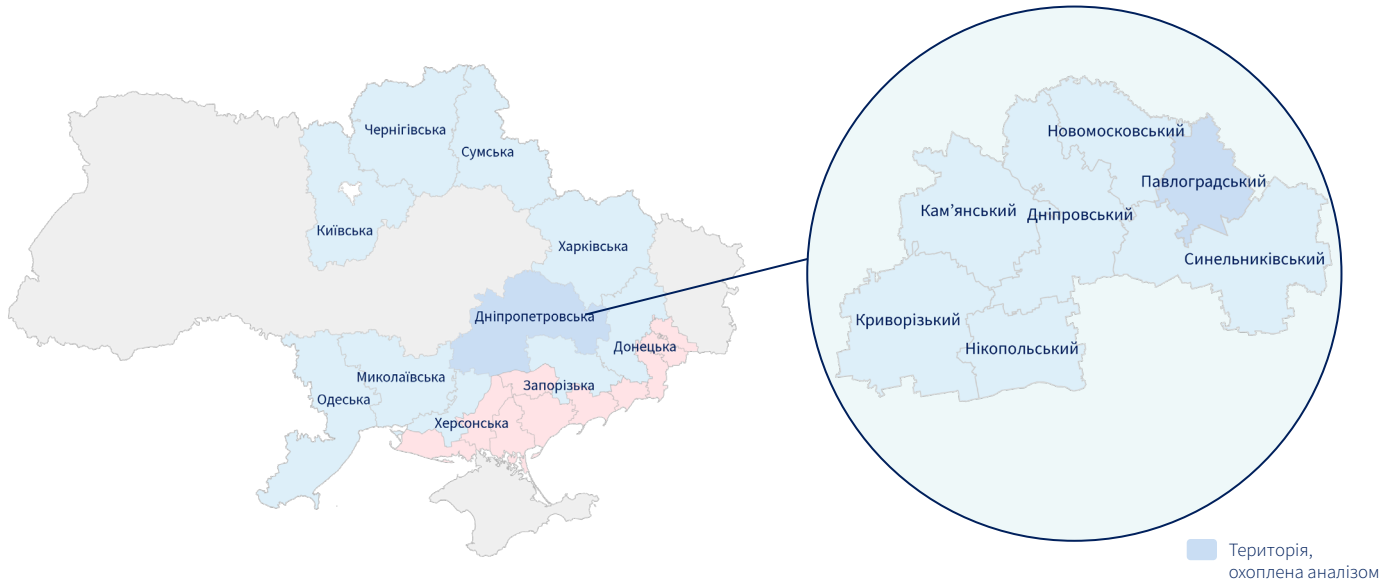 Чернігівська
Сумська
Київська
Харківська
Дніпропетровська
Донецька
Миколаївська
Запорізька
Одеська
Херсонська
Новомосковський
Павлоградський
Кам’янський
Дніпровський
Синельниківський
Криворізький
Нікопольський
Територія,
охоплена аналізом